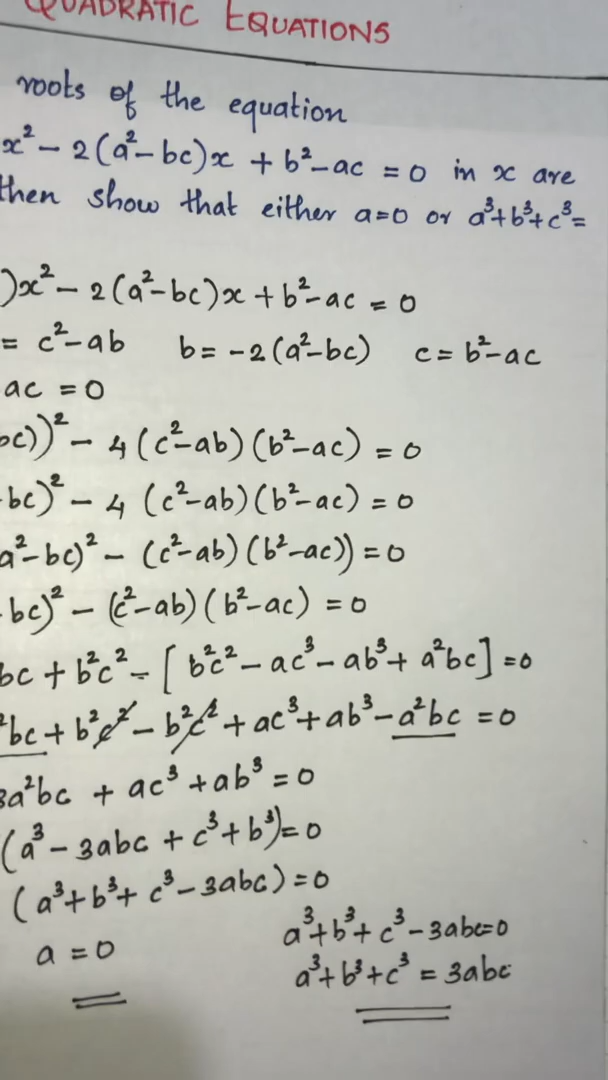 QUADRATIC EQUATIONS
roots of the equation
x² – 2(a² – bc)x + b² – ac = 0 in x are
then show that either a=0 or a³+b³+c³=
)x² – 2(a² – bc)x + b² – ac = 0
= c² – ab b = –2(a² – bc) c = b² – ac
ac = 0
bc))² – 4(c² – ab)(b² – ac) = 0
bc)² – 4 (c² – ab)(b² – ac) = 0
a² – bc)² – (c² – ab)(b² – ac)) = 0
bc)² – (c² – ab)(b² – ac) = 0
bc + b²c² – [b²c² – ac³ – ab³ + a²bc] = 0
²bc + b²c² – b²c² + ac³ + ab³ – a²bc = 0
3a²bc + ac³ + ab³ = 0
(a³ – 3abc + c³ + b³) = 0
(a³ + b³ + c³ – 3abc) = 0
a = 0 a³ + b³ + c³ – 3abc = 0
a³ + b³ + c³ = 3abc